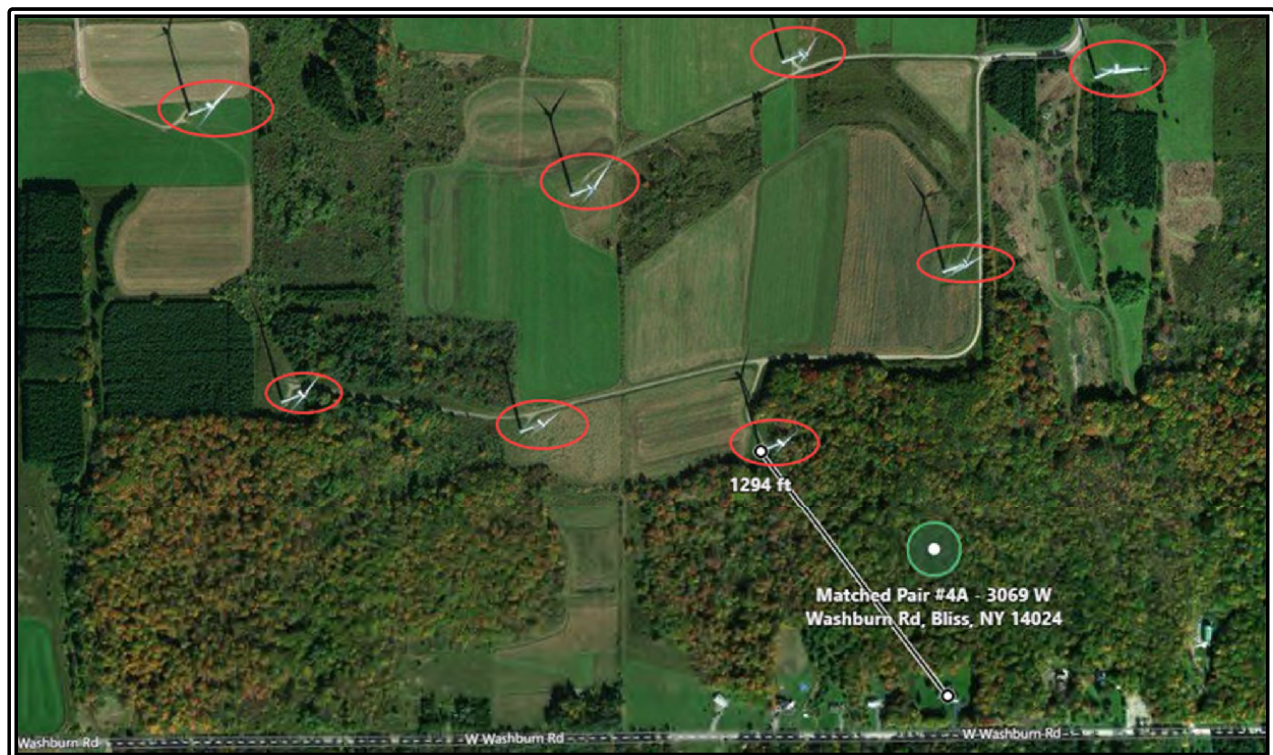 1294 ft
Matched Pair #4A - 3069 W
Washburn Rd, Bliss, NY 14024
Washburn Rd
W Washburn Rd
W Washburn Rd